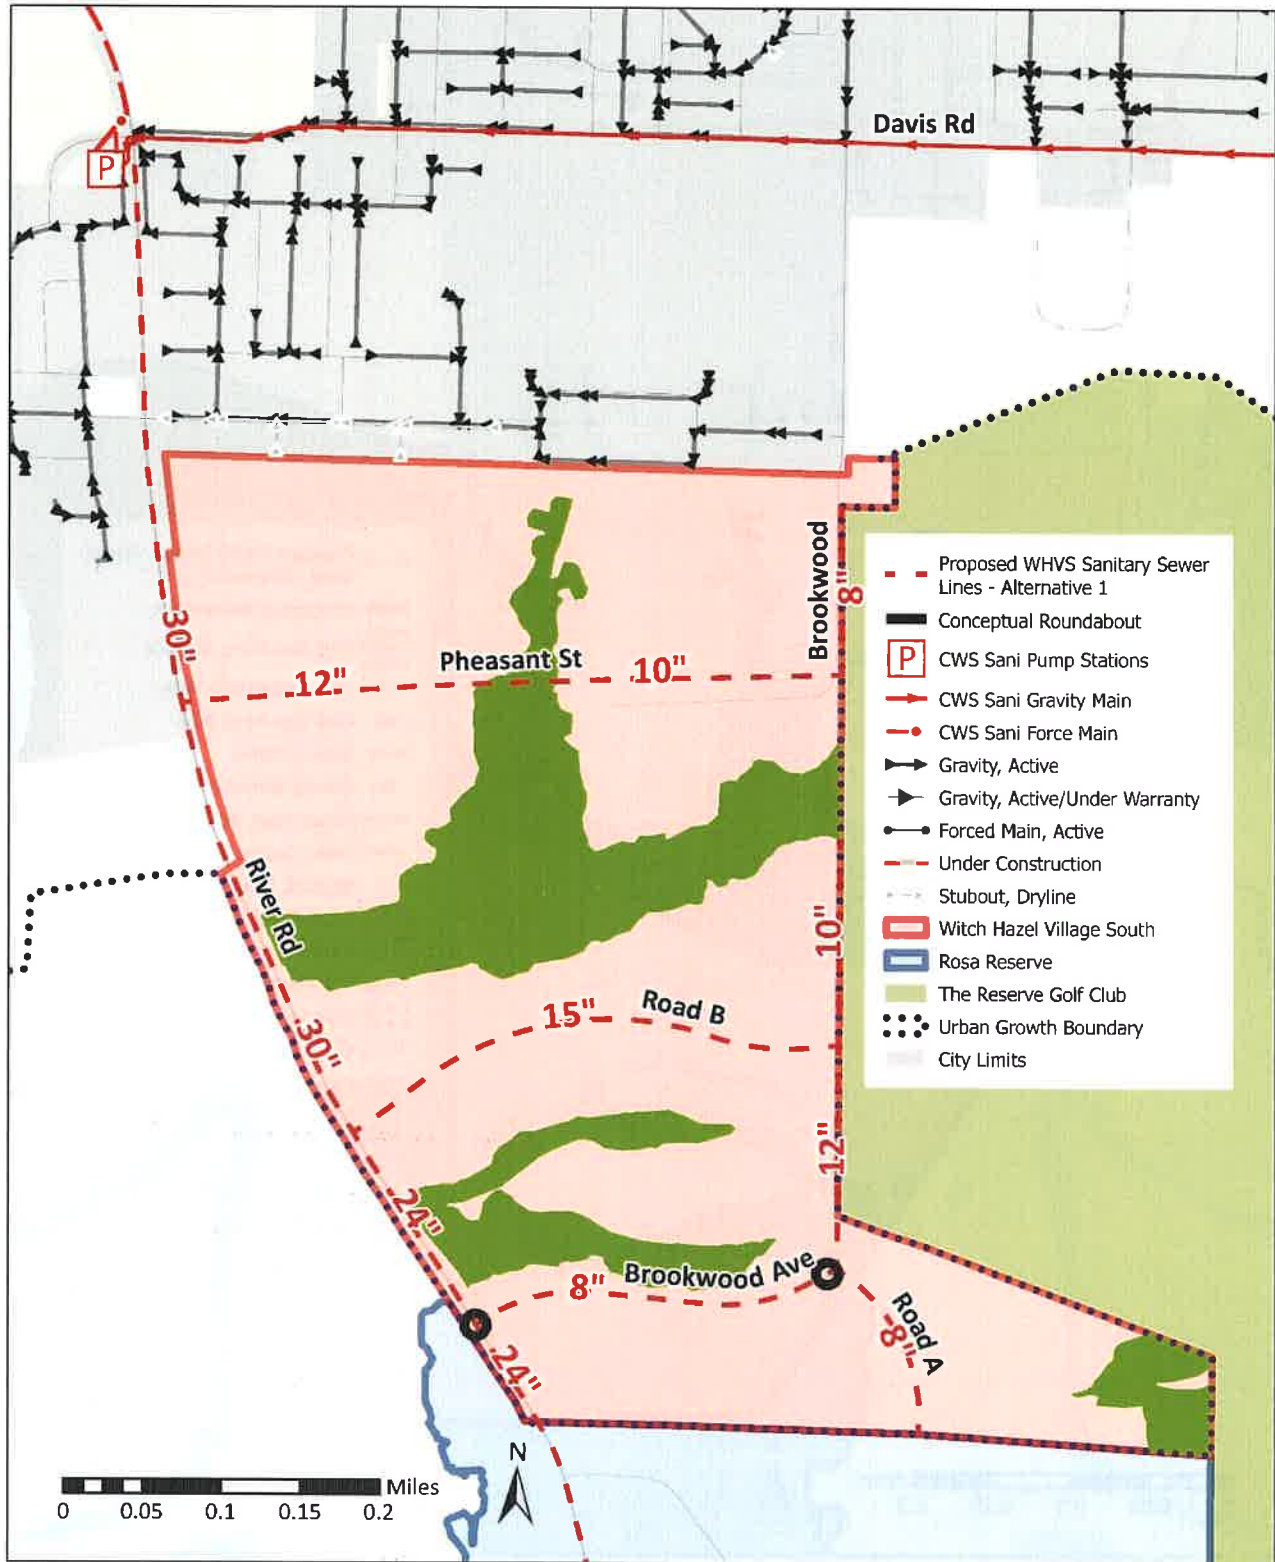 Davis Rd
P
Brookwood
8"
30"
Pheasant St
12"
10"
Proposed WHVS Sanitary Sewer
Lines - Alternative 1
Conceptual Roundabout
P
CWS Sani Pump Stations
CWS Sani Gravity Main
CWS Sani Force Main
Gravity, Active
Gravity, Active/Under Warranty
Forced Main, Active
Under Construction
Stubout, Dryline
Witch Hazel Village South
Rosa Reserve
The Reserve Golf Club
Urban Growth Boundary
City Limits
River Rd
10"
15"
Road B
30"
12"
24"
8"
Brookwood Ave
Road A
8"
24"
N
Miles
0 0.05 0.1 0.15 0.2